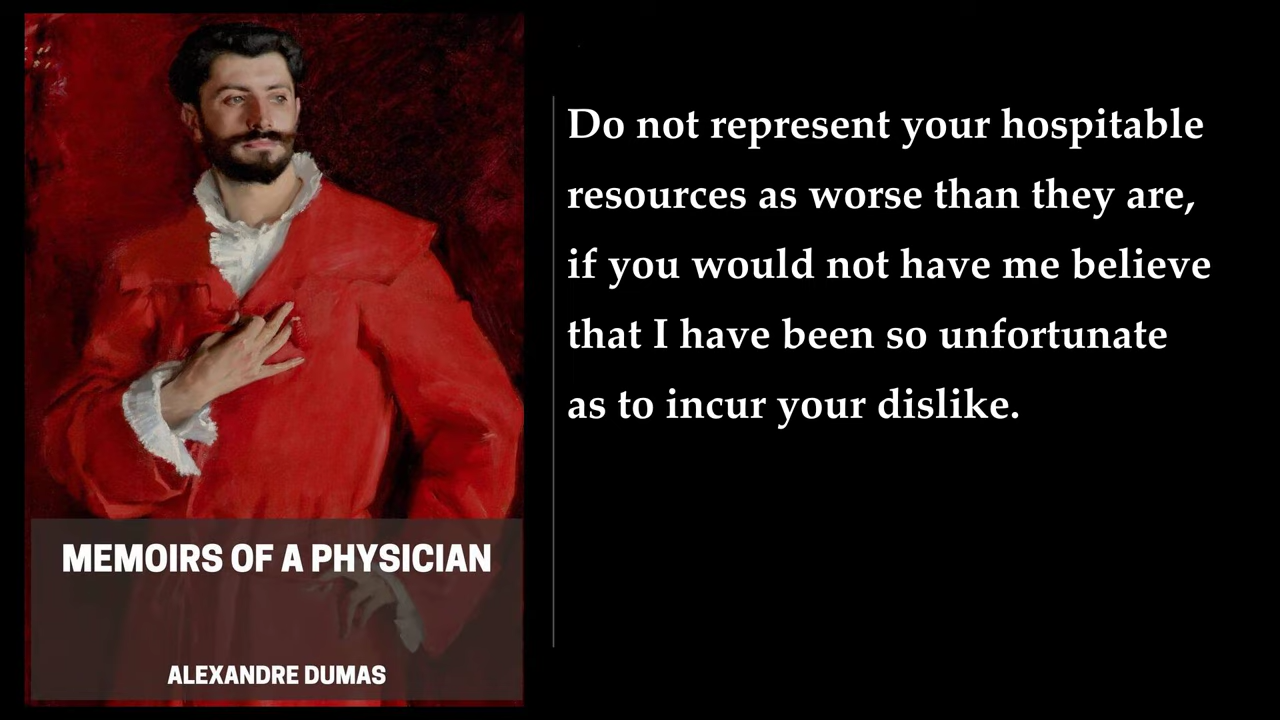 MEMOIRS OF A PHYSICIAN
ALEXANDRE DUMAS
Do not represent your hospitable
resources as worse than they are,
if you would not have me believe
that I have been so unfortunate
as to incur your dislike.